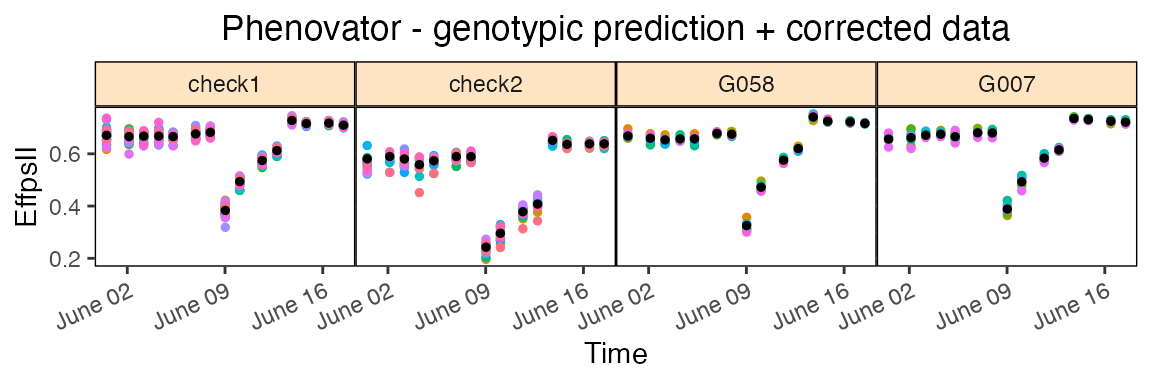 Phenovator - genotypic prediction + corrected data
check1 check2 G058 G007
EffpsII
0.6
0.4
0.2
June 02 June 09 June 16 June 02 June 09 June 16 June 02 June 09 June 16 June 02 June 09 June 16
Time